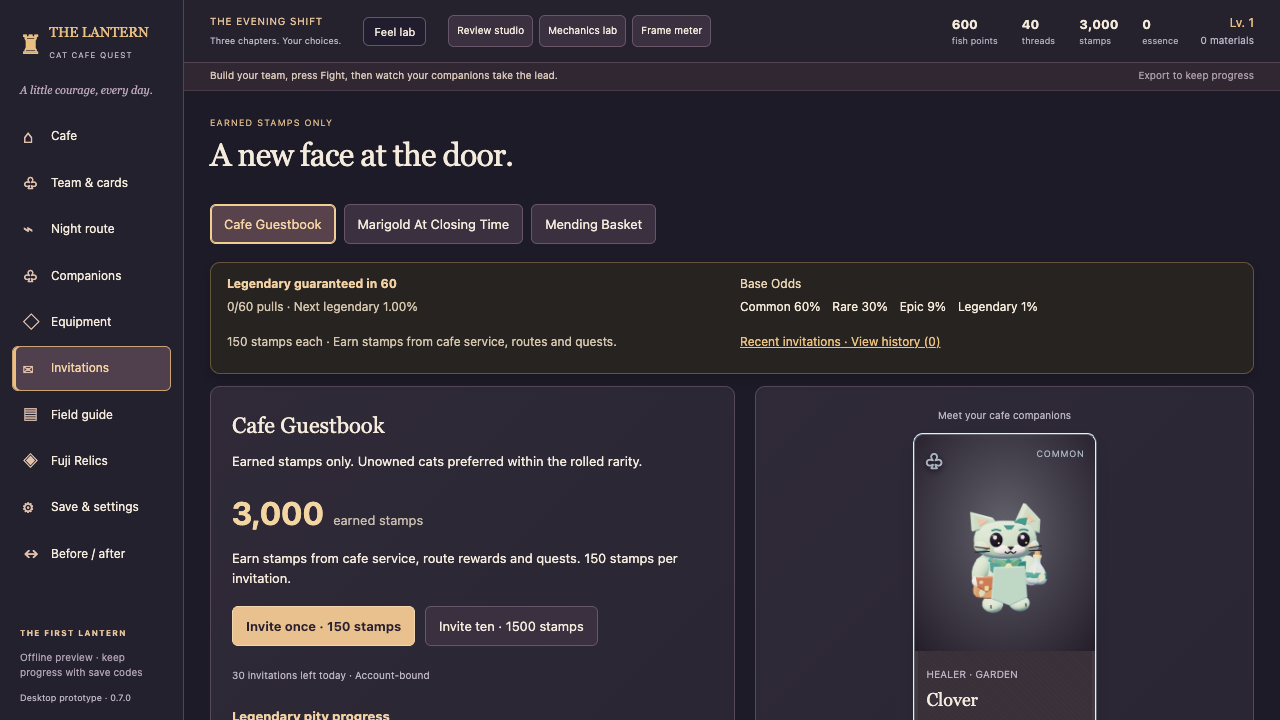 THE LANTERN
CAT CAFE QUEST
A little courage, every day.
Cafe
Team & cards
Night route
Companions
Equipment
Invitations
Field guide
Fuji Relics
Save & settings
Before / after
THE FIRST LANTERN
Offline preview · keep
progress with save codes
Desktop prototype · 0.7.0
THE EVENING SHIFT
Three chapters. Your choices.
Feel lab
Review studio
Mechanics lab
Frame meter
600
fish points
40
threads
3,000
stamps
0
essence
Lv. 1
0 materials
Build your team, press Fight, then watch your companions take the lead.
Export to keep progress
EARNED STAMPS ONLY
A new face at the door.
Cafe Guestbook
Marigold At Closing Time
Mending Basket
Legendary guaranteed in 60
0/60 pulls · Next legendary 1.00%
150 stamps each · Earn stamps from cafe service, routes and quests.
Base Odds
Common 60% Rare 30% Epic 9% Legendary 1%
Recent invitations · View history (0)
Cafe Guestbook
Earned stamps only. Unowned cats preferred within the rolled rarity.
3,000 earned stamps
Earn stamps from cafe service, route rewards and quests. 150 stamps per
invitation.
Invite once · 150 stamps
Invite ten · 1500 stamps
30 invitations left today · Account-bound
Legendary pity progress
Meet your cafe companions
COMMON
HEALER · GARDEN
Clover